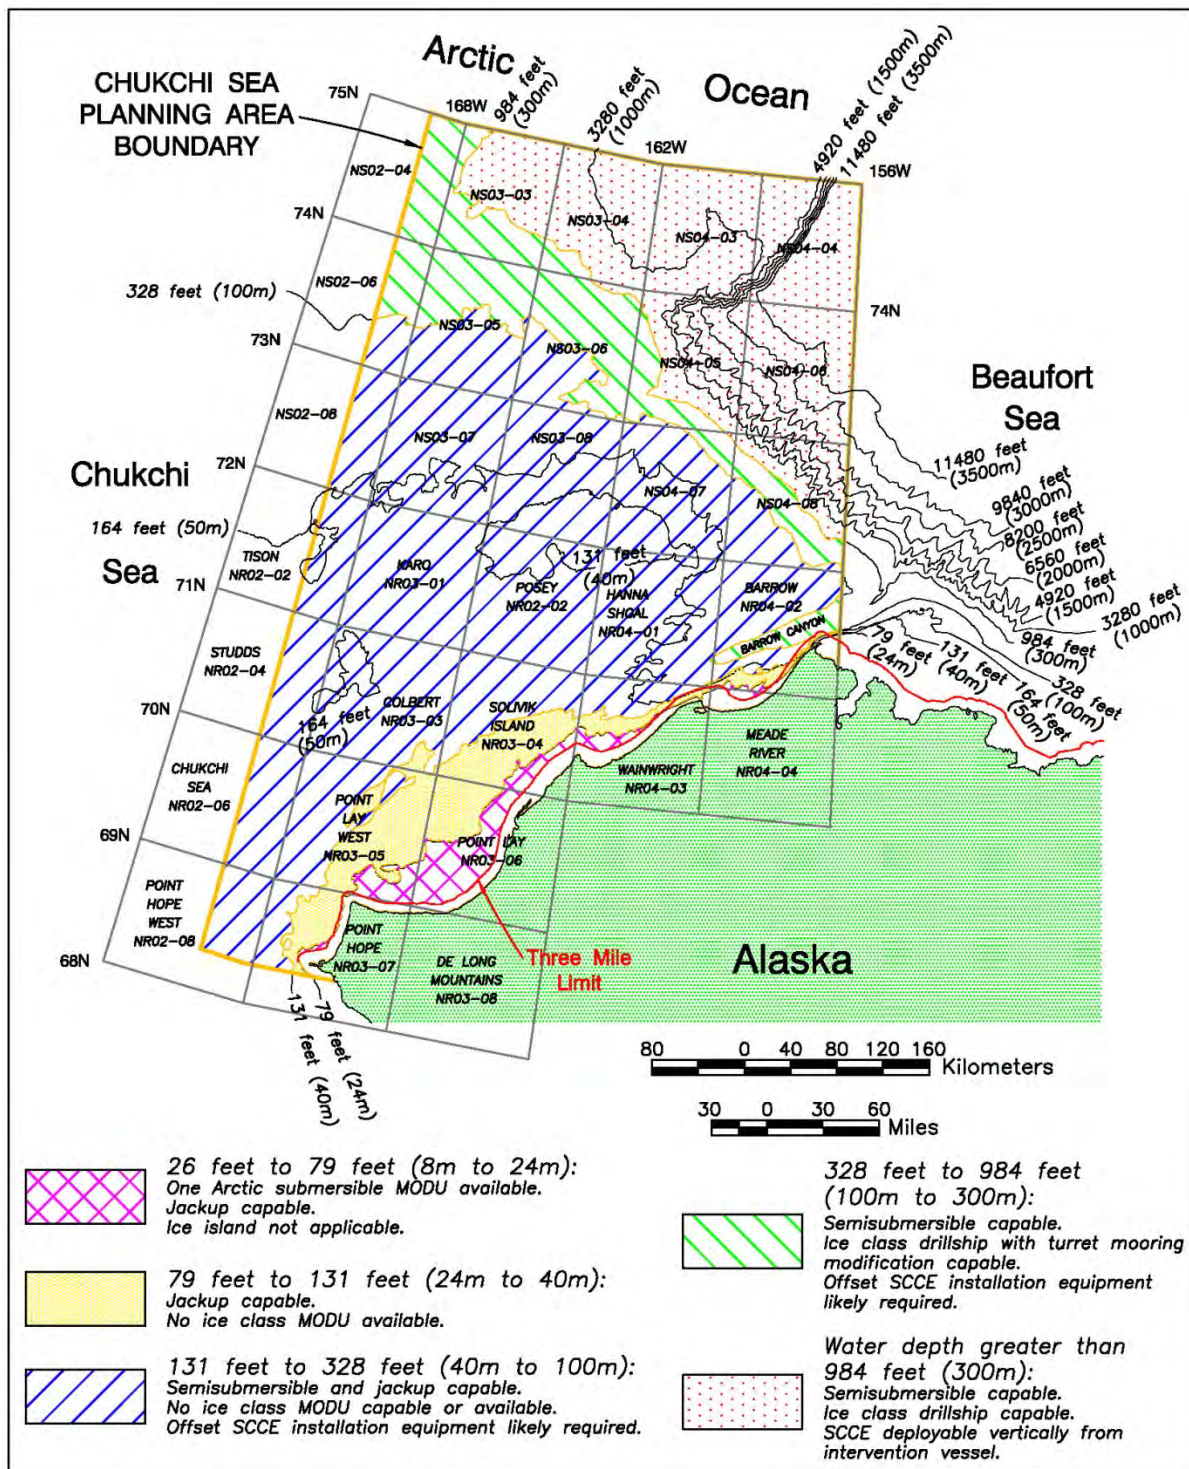 Arctic
Ocean
CHUKCHI SEA
PLANNING AREA
BOUNDARY
75N
168W
984 feet
(300m)
3280 feet
(1000m)
162W
4920 feet (1500m)
11480 feet (3500m)
156W
NS02-04
NS03-03
NS03-04
NS04-03
NS04-04
74N
74N
328 feet (100m)
NS02-06
NS03-05
NS03-06
NS04-05
NS04-06
73N
Beaufort
Sea
NS02-08
NS03-07
NS03-08
NS04-07
NS04-08
11480 feet
(3500m)
9840 feet
(3000m)
8200 feet
(2500m)
6560 feet
(2000m)
4920 feet
(1500m)
3280 feet
(1000m)
984 feet
(300m)
328 feet
(100m)
164 feet
(50m)
131 feet
(40m)
79 feet
(24m)
72N
Chukchi
Sea
164 feet (50m)
TISON
NR02-02
KARO
NR03-01
POSEY
NR02-02
131 feet
(40m)
HANNA
SHOAL
NR04-01
BARROW
NR04-02
BARROW CANYON
71N
STUDDS
NR02-04
COLBERT
NR03-03
164 feet
(50m)
SOLIVIK
ISLAND
NR03-04
WAINWRIGHT
NR04-03
MEADE
RIVER
NR04-04
70N
CHUKCHI
SEA
NR02-06
POINT
LAY
WEST
NR03-05
POINT LAY
NR03-06
69N
POINT
HOPE
WEST
NR02-08
POINT
HOPE
NR03-07
DE LONG
MOUNTAINS
NR03-08
Three Mile
Limit
Alaska
68N
131 feet (40m)
79 feet (24m)
80 0 40 80 120 160
Kilometers
30 0 30 60
Miles
26 feet to 79 feet (8m to 24m):
One Arctic submersible MODU available.
Jackup capable.
Ice island not applicable.
79 feet to 131 feet (24m to 40m):
Jackup capable.
No ice class MODU available.
131 feet to 328 feet (40m to 100m):
Semisubmersible and jackup capable.
No ice class MODU capable or available.
Offset SCCE installation equipment likely required.
328 feet to 984 feet
(100m to 300m):
Semisubmersible capable.
Ice class drillship with turret mooring
modification capable.
Offset SCCE installation equipment
likely required.
Water depth greater than
984 feet (300m):
Semisubmersible capable.
Ice class drillship capable.
SCCE deployable vertically from
intervention vessel.